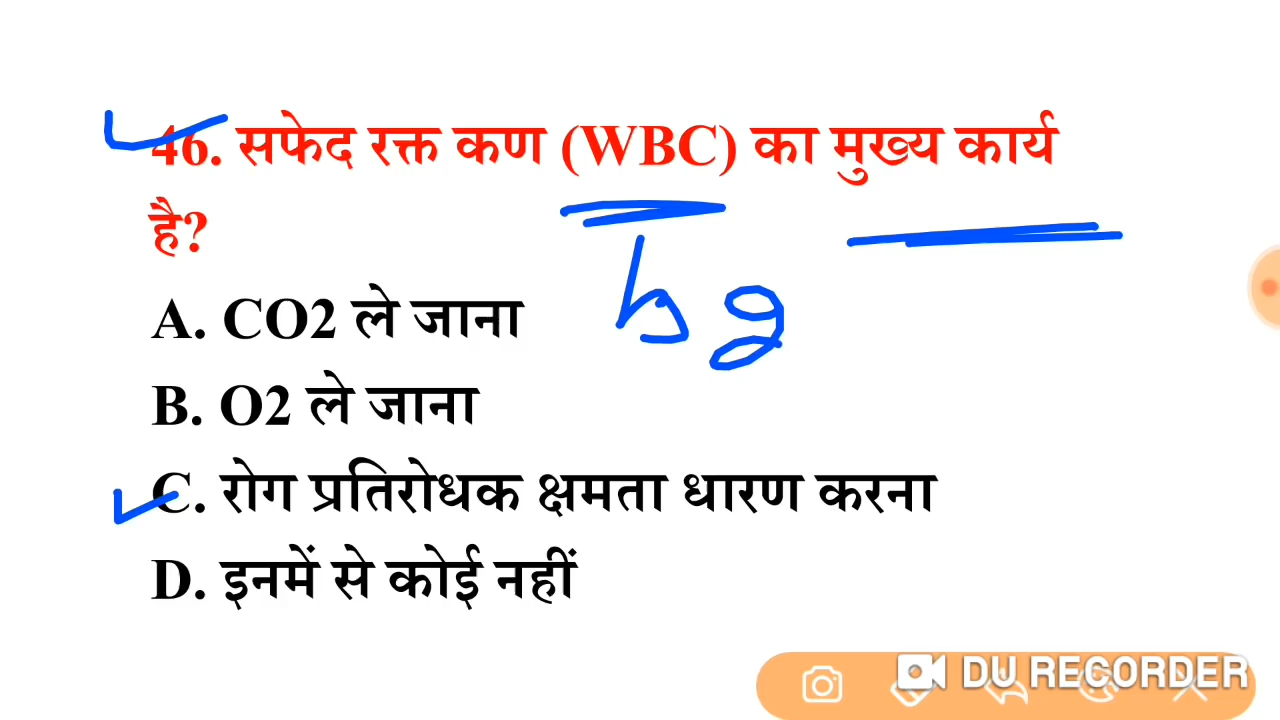 46. सफेद रक्त कण (WBC) का मुख्य कार्य
है?
A. CO2 ले जाना
B. O2 ले जाना
C. रोग प्रतिरोधक क्षमता धारण करना
D. इनमें से कोई नहीं
DU RECORDER